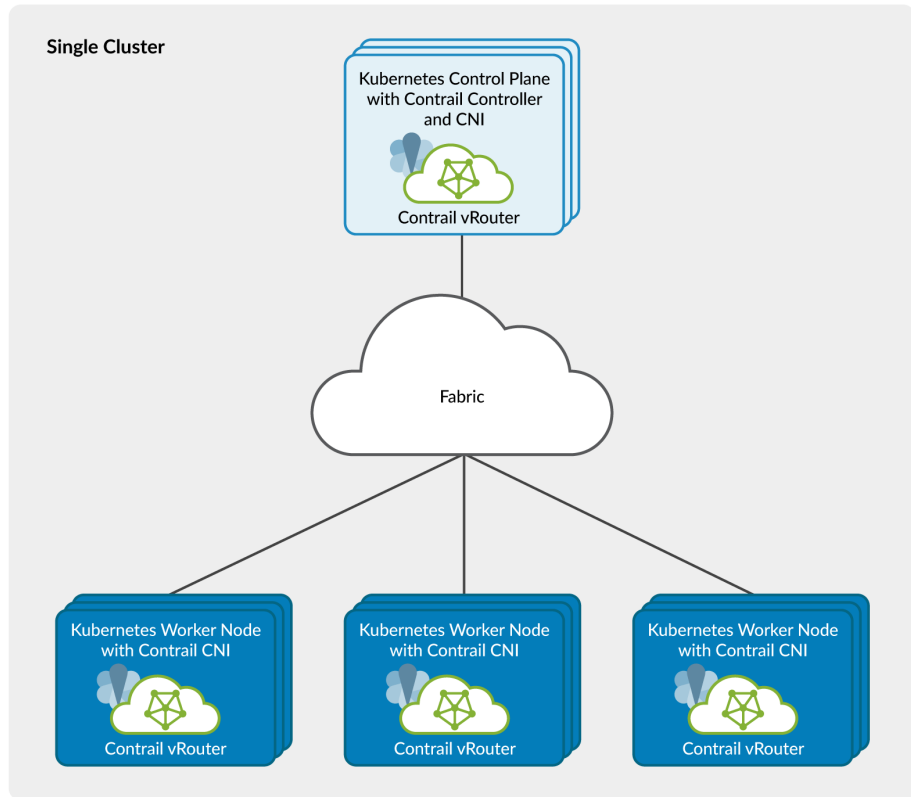 Single Cluster
Kubernetes Control Plane
with Contrail Controller
and CNI
Contrail vRouter
Fabric
Kubernetes Worker Node
with Contrail CNI
Contrail vRouter
Kubernetes Worker Node
with Contrail CNI
Contrail vRouter
Kubernetes Worker Node
with Contrail CNI
Contrail vRouter